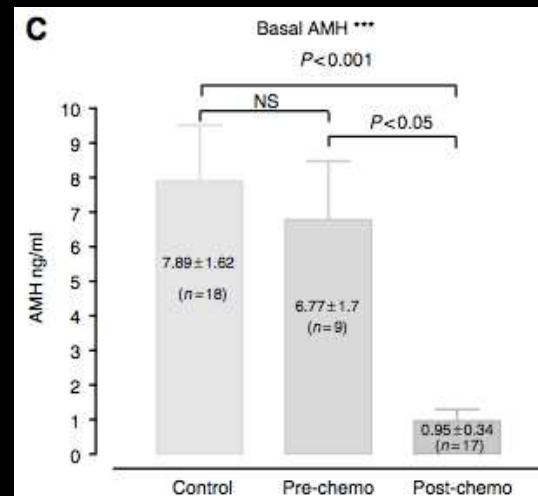 C
Basal AMH ***
P<0.001
NS
P<0.05
10
9
8
7
6
5
4
3
2
1
0
AMH ng/ml
7.89±1.62
(n=18)
6.77±1.7
(n=9)
0.95±0.34
(n=17)
Control Pre-chemo Post-chemo